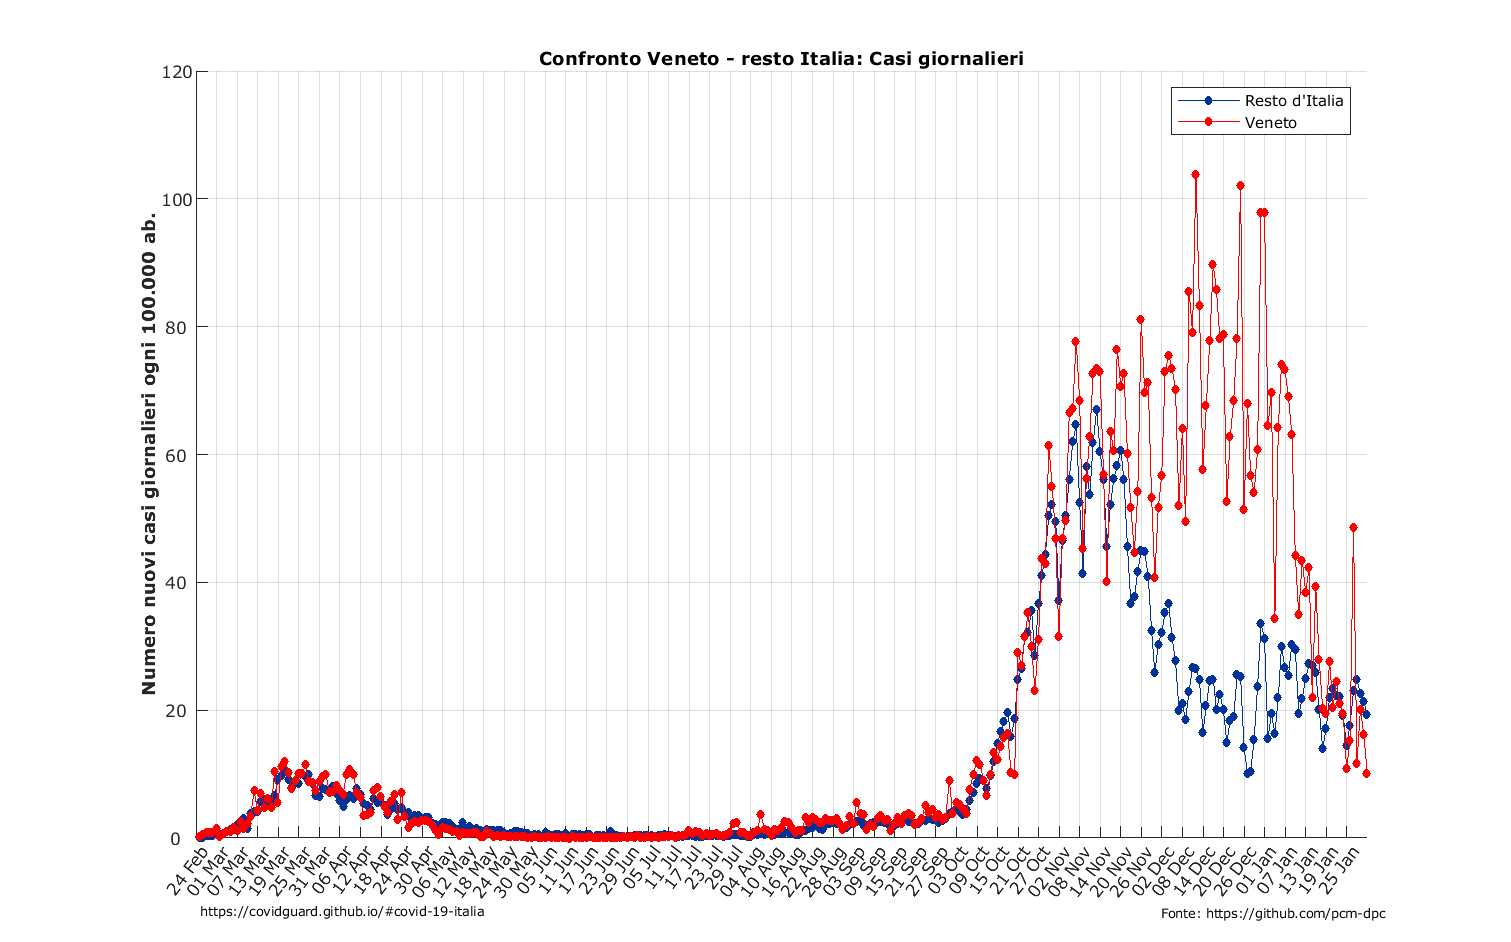 Confronto Veneto - resto Italia: Casi giornalieri
Resto d'Italia
Veneto
Numero nuovi casi giornalieri ogni 100.000 ab.
120
100
80
60
40
20
0
24 Feb
01 Mar
07 Mar
13 Mar
19 Mar
25 Mar
31 Mar
06 Apr
12 Apr
18 Apr
24 Apr
30 Apr
06 May
12 May
18 May
24 May
30 May
05 Jun
11 Jun
17 Jun
23 Jun
29 Jun
05 Jul
11 Jul
17 Jul
23 Jul
29 Jul
04 Aug
10 Aug
16 Aug
22 Aug
28 Aug
03 Sep
09 Sep
15 Sep
21 Sep
27 Sep
03 Oct
09 Oct
15 Oct
21 Oct
27 Oct
02 Nov
08 Nov
14 Nov
20 Nov
26 Nov
02 Dec
08 Dec
14 Dec
20 Dec
26 Dec
01 Jan
07 Jan
13 Jan
19 Jan
25 Jan
https://covidguard.github.io/#covid-19-italia
Fonte: https://github.com/pcm-dpc